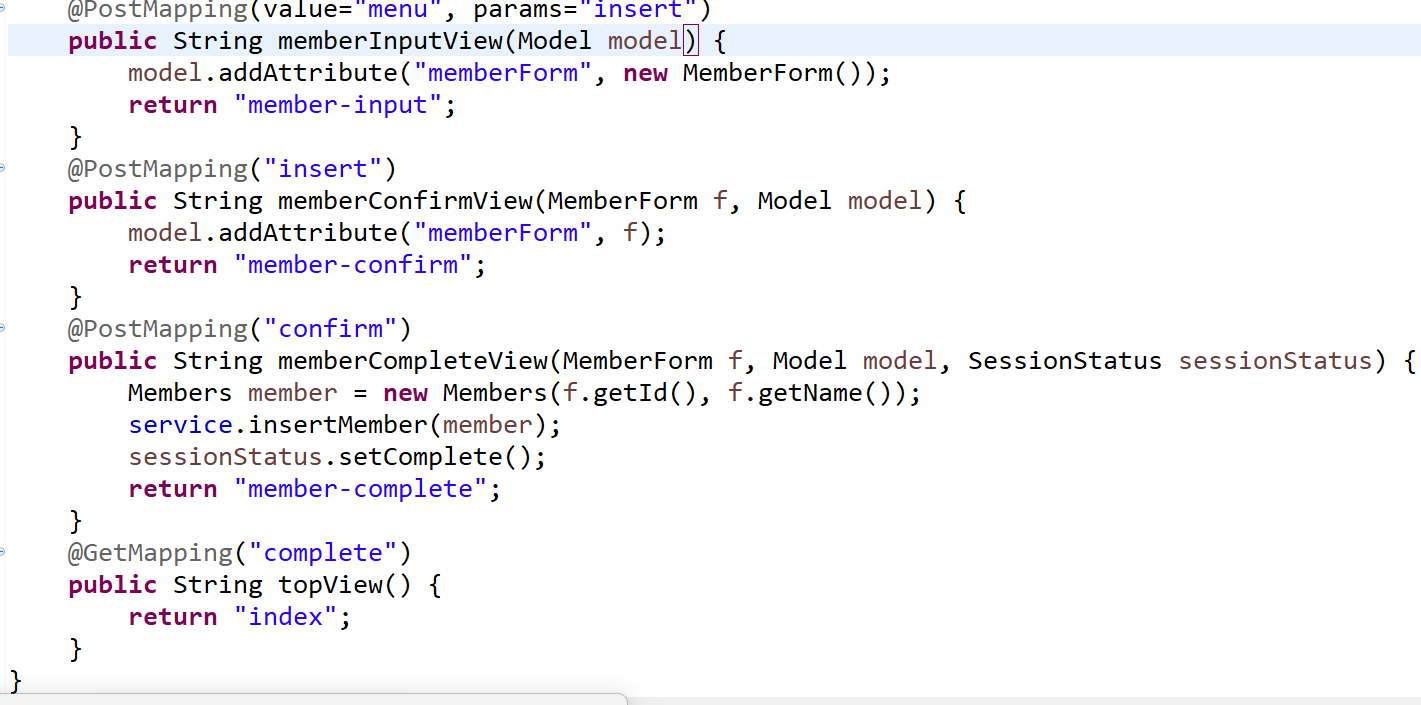 @PostMapping(value="menu", params="insert")
public String memberInputView(Model model) {
model.addAttribute("memberForm", new MemberForm());
return "member-input";
}
@PostMapping("insert")
public String memberConfirmView(MemberForm f, Model model) {
model.addAttribute("memberForm", f);
return "member-confirm";
}
@PostMapping("confirm")
public String memberCompleteView(MemberForm f, Model model, SessionStatus sessionStatus) {
Members member = new Members(f.getId(), f.getName());
service.insertMember(member);
sessionStatus.setComplete();
return "member-complete";
}
@GetMapping("complete")
public String topView() {
return "index";
}
}